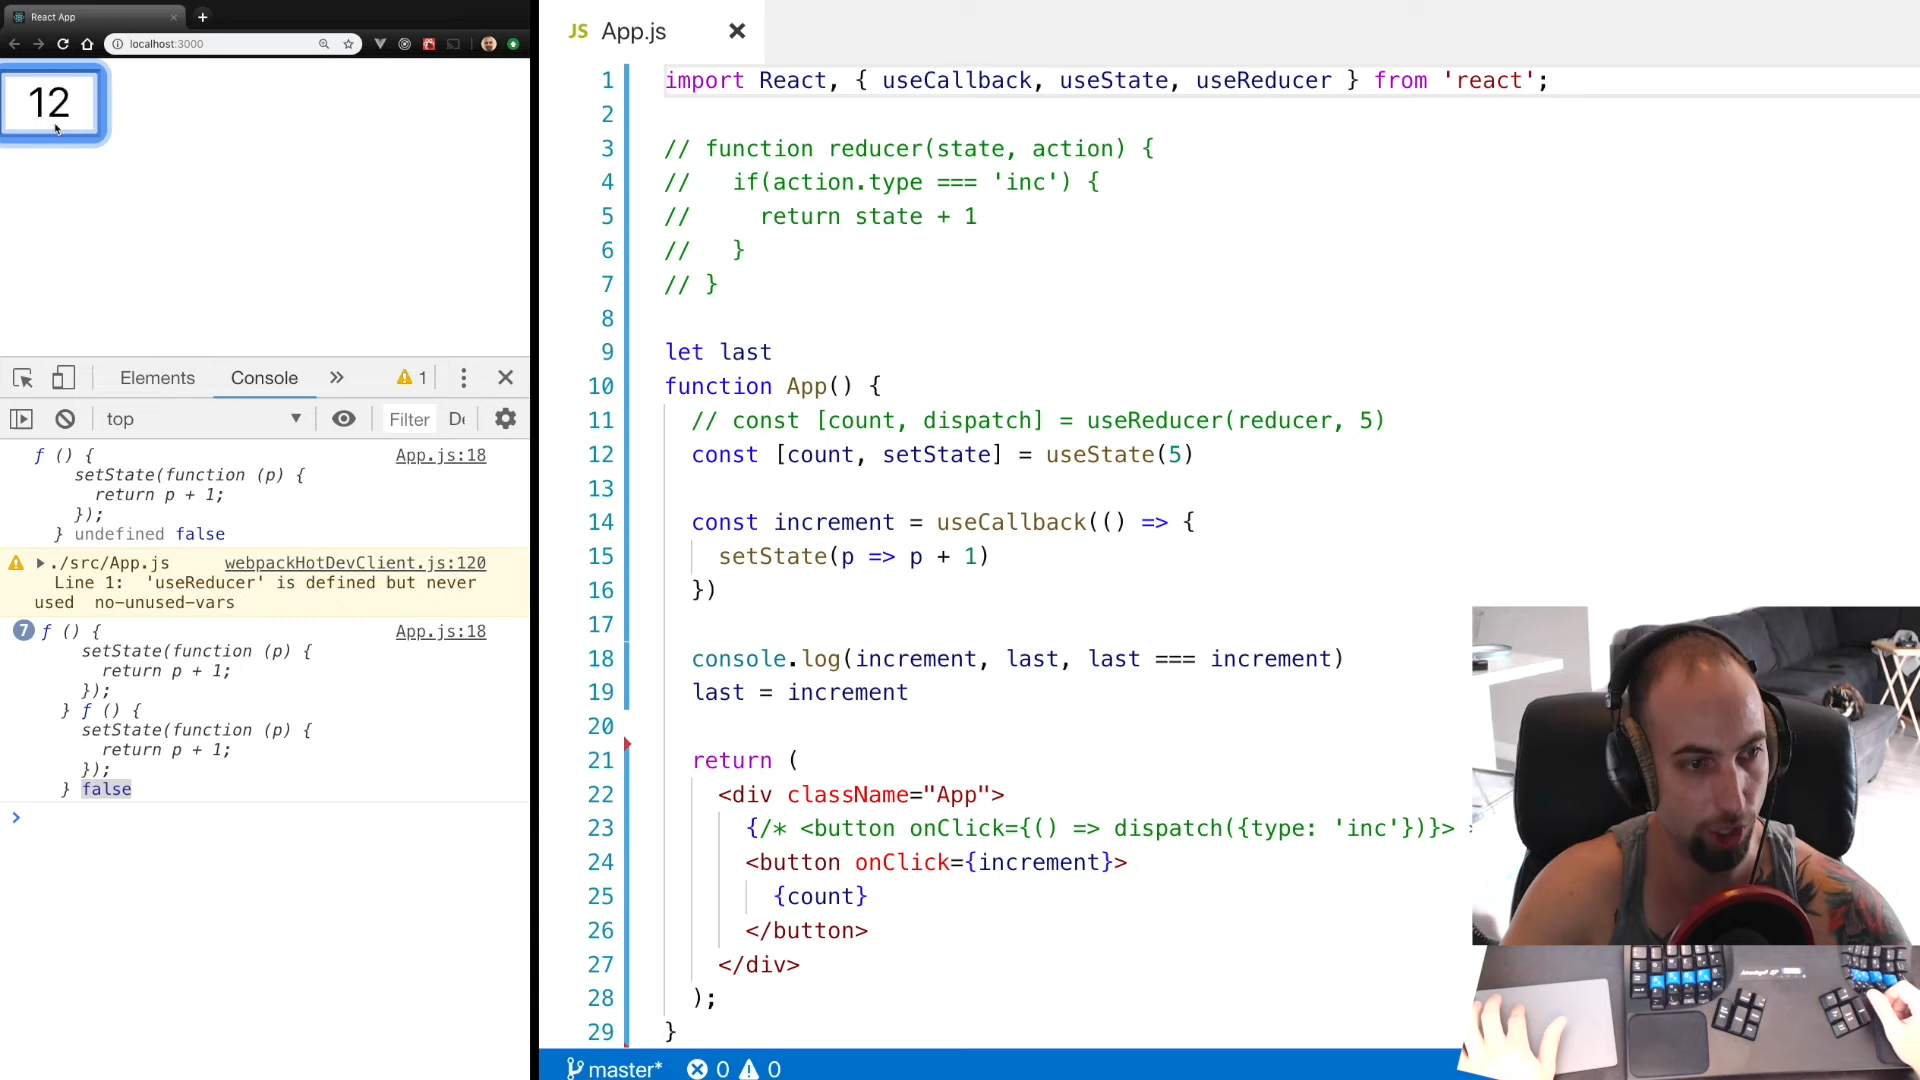 React App
localhost:3000
12
Elements
Console
1
top
Filter
De
ƒ () {
App.js:18
setState(function (p) {
return p + 1;
});
} undefined false
./src/App.js
webpackHotDevClient.js:120
Line 1: 'useReducer' is defined but never
used no-unused-vars
7 ƒ () {
App.js:18
setState(function (p) {
return p + 1;
});
} ƒ () {
setState(function (p) {
return p + 1;
});
} false
JS App.js
1 import React, { useCallback, useState, useReducer } from 'react';
2
3 // function reducer(state, action) {
4 //   if(action.type === 'inc') {
5 //     return state + 1
6 //   }
7 // }
8
9 let last
10 function App() {
11 // const [count, dispatch] = useReducer(reducer, 5)
12 const [count, setState] = useState(5)
13
14 const increment = useCallback(() => {
15 setState(p => p + 1)
16 })
17
18 console.log(increment, last, last === increment)
19 last = increment
20
21 return (
22 <div className="App">
23 {/* <button onClick={() => dispatch({type: 'inc'})}>
24 <button onClick={increment}>
25 {count}
26 </button>
27 </div>
28 );
29 }
master* 0 0